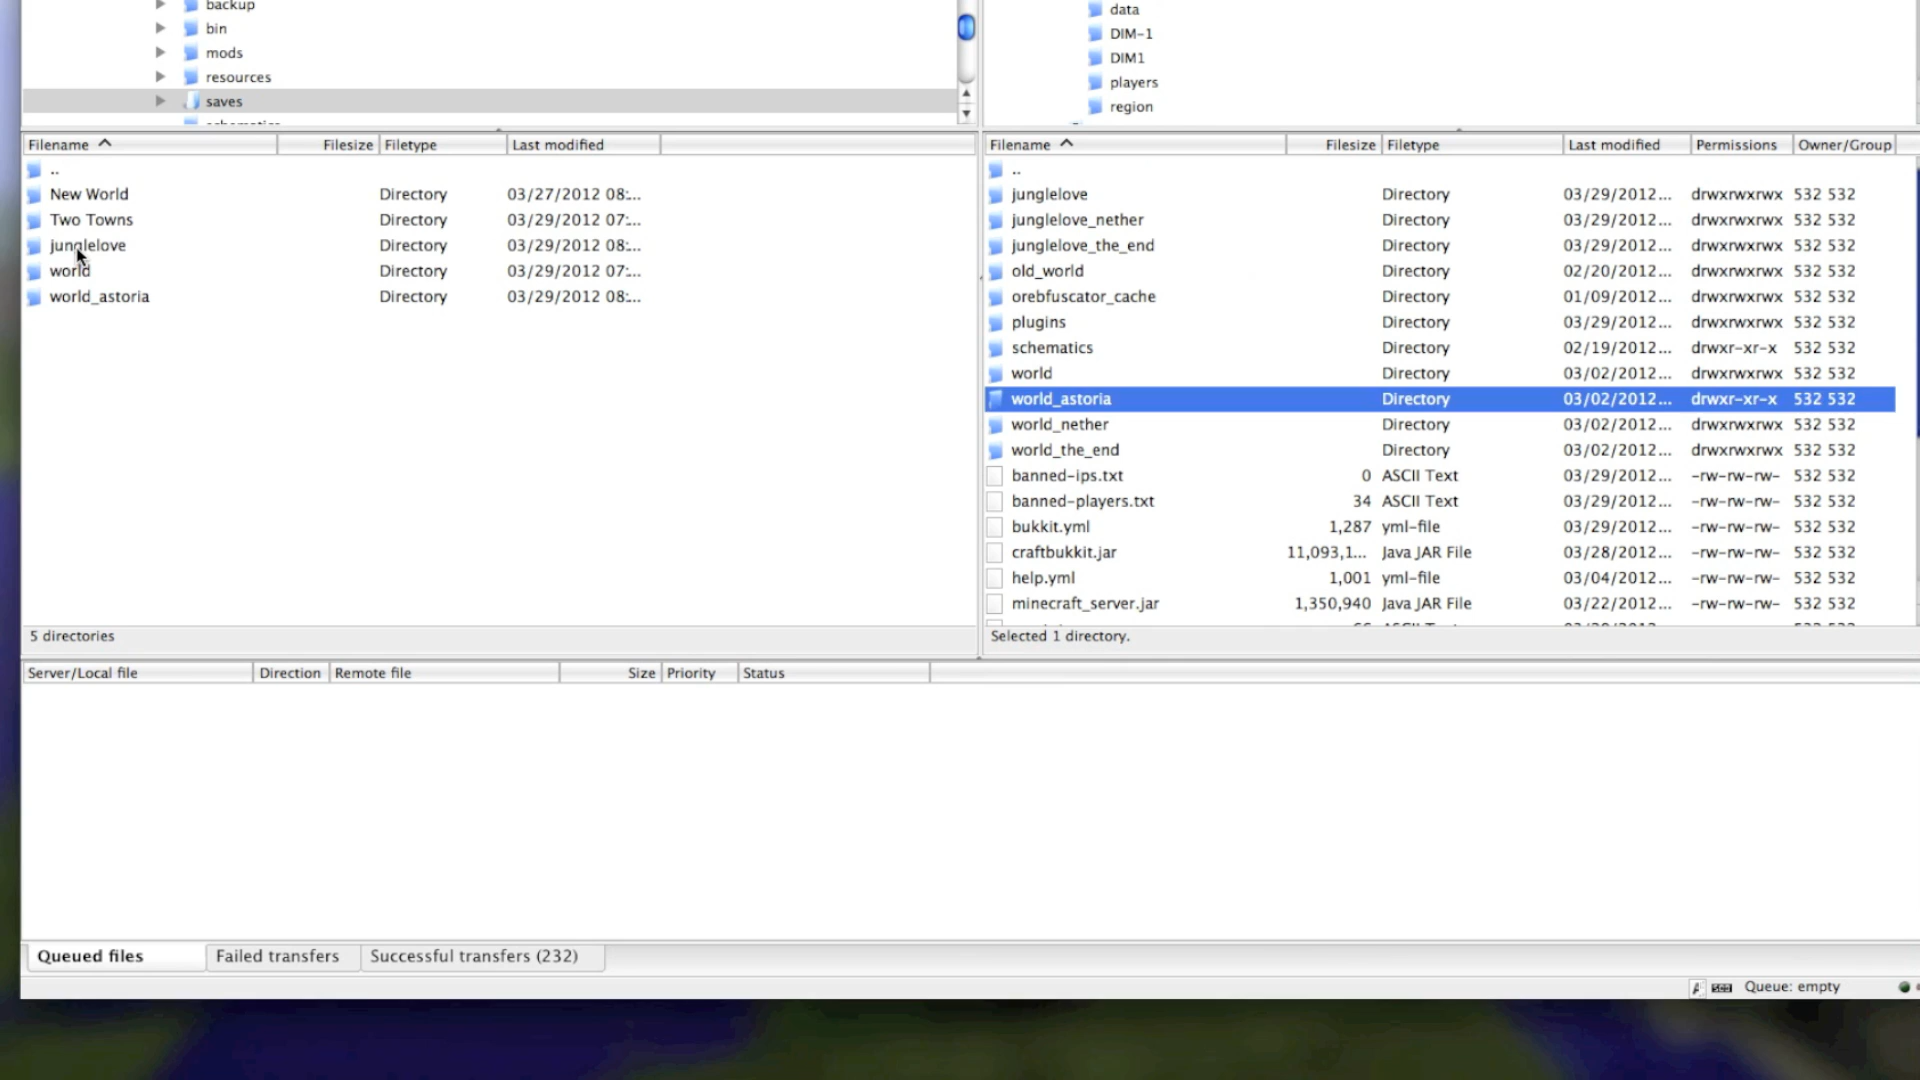 backup
bin
mods
resources
saves
data
DIM-1
DIM1
players
region
Filename Filesize Filetype Last modified
..
New World Directory 03/27/2012 08:...
Two Towns Directory 03/29/2012 07:...
junglelove Directory 03/29/2012 08:...
world Directory 03/29/2012 07:...
world_astoria Directory 03/29/2012 08:...
5 directories
Filename Filesize Filetype Last modified Permissions Owner/Group
..
junglelove Directory 03/29/2012... drwxrwxrwx 532 532
junglelove_nether Directory 03/29/2012... drwxrwxrwx 532 532
junglelove_the_end Directory 03/29/2012... drwxrwxrwx 532 532
old_world Directory 02/20/2012... drwxrwxrwx 532 532
orebfuscator_cache Directory 01/09/2012... drwxrwxrwx 532 532
plugins Directory 03/29/2012... drwxrwxrwx 532 532
schematics Directory 02/19/2012... drwxr-xr-x 532 532
world Directory 03/02/2012... drwxrwxrwx 532 532
world_astoria Directory 03/02/2012... drwxr-xr-x 532 532
world_nether Directory 03/02/2012... drwxrwxrwx 532 532
world_the_end Directory 03/02/2012... drwxrwxrwx 532 532
banned-ips.txt 0 ASCII Text 03/29/2012... -rw-rw-rw- 532 532
banned-players.txt 34 ASCII Text 03/29/2012... -rw-rw-rw- 532 532
bukkit.yml 1,287 yml-file 03/29/2012... -rw-rw-rw- 532 532
craftbukkit.jar 11,093,1... Java JAR File 03/28/2012... -rw-rw-rw- 532 532
help.yml 1,001 yml-file 03/04/2012... -rw-rw-rw- 532 532
minecraft_server.jar 1,350,940 Java JAR File 03/22/2012... -rw-rw-rw- 532 532
Selected 1 directory.
Server/Local file Direction Remote file Size Priority Status
Queued files Failed transfers Successful transfers (232)
Queue: empty